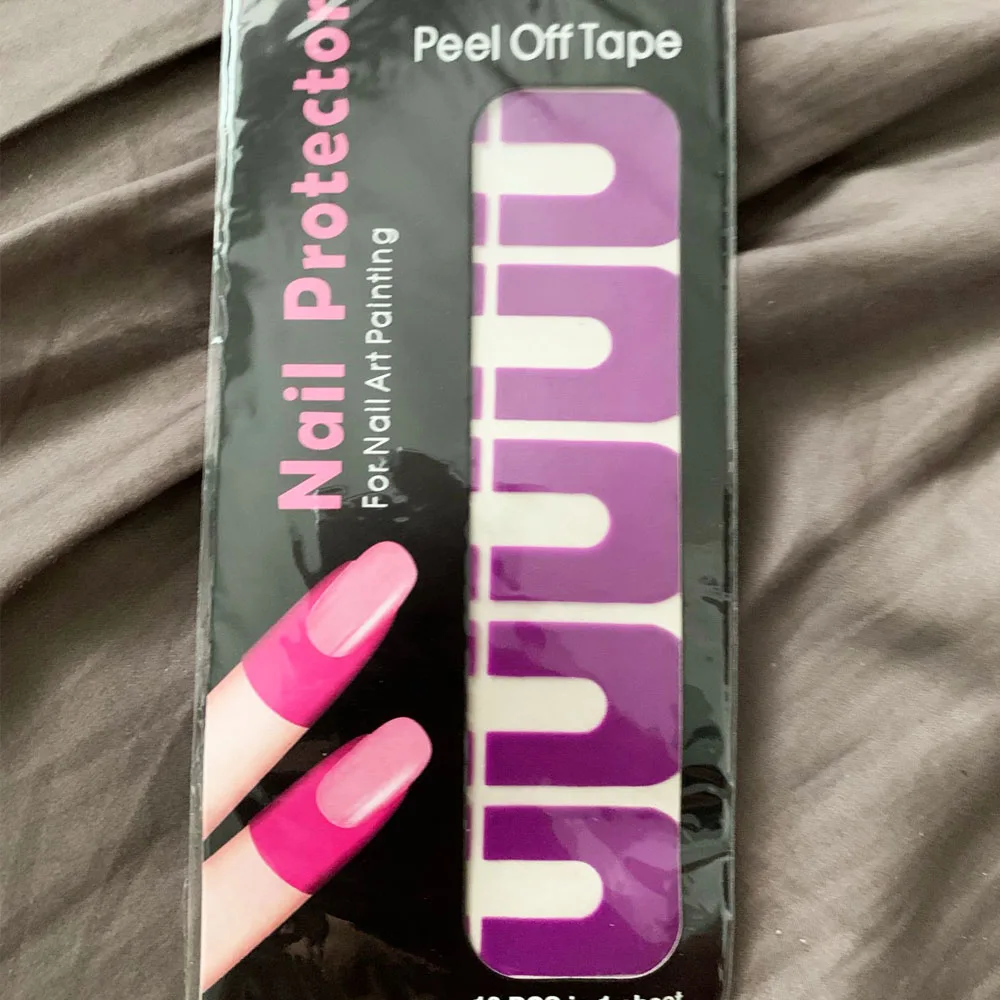 Peel Off Tape
Nail Protector
For Nail Art Painting